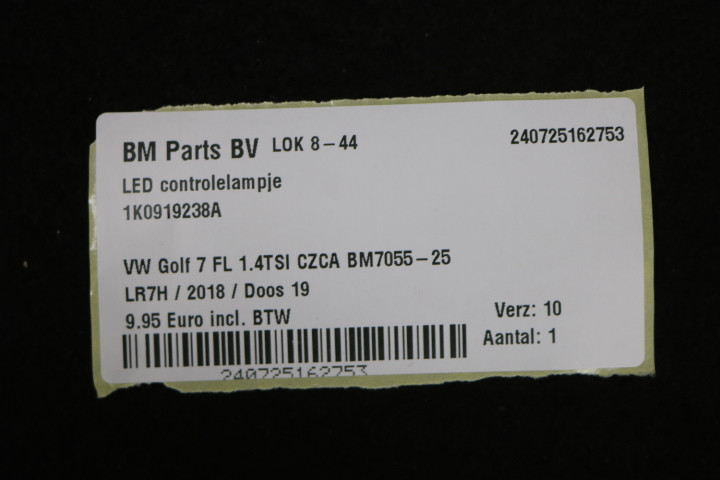 BM Parts BV LOK 8-44 240725162753
LED controlelampje
1K0919238A
VW Golf 7 FL 1.4TSI CZCA BM7055-25
LR7H / 2018 / Doos 19
9.95 Euro incl. BTW Verz: 10
Aantal: 1
240725162753